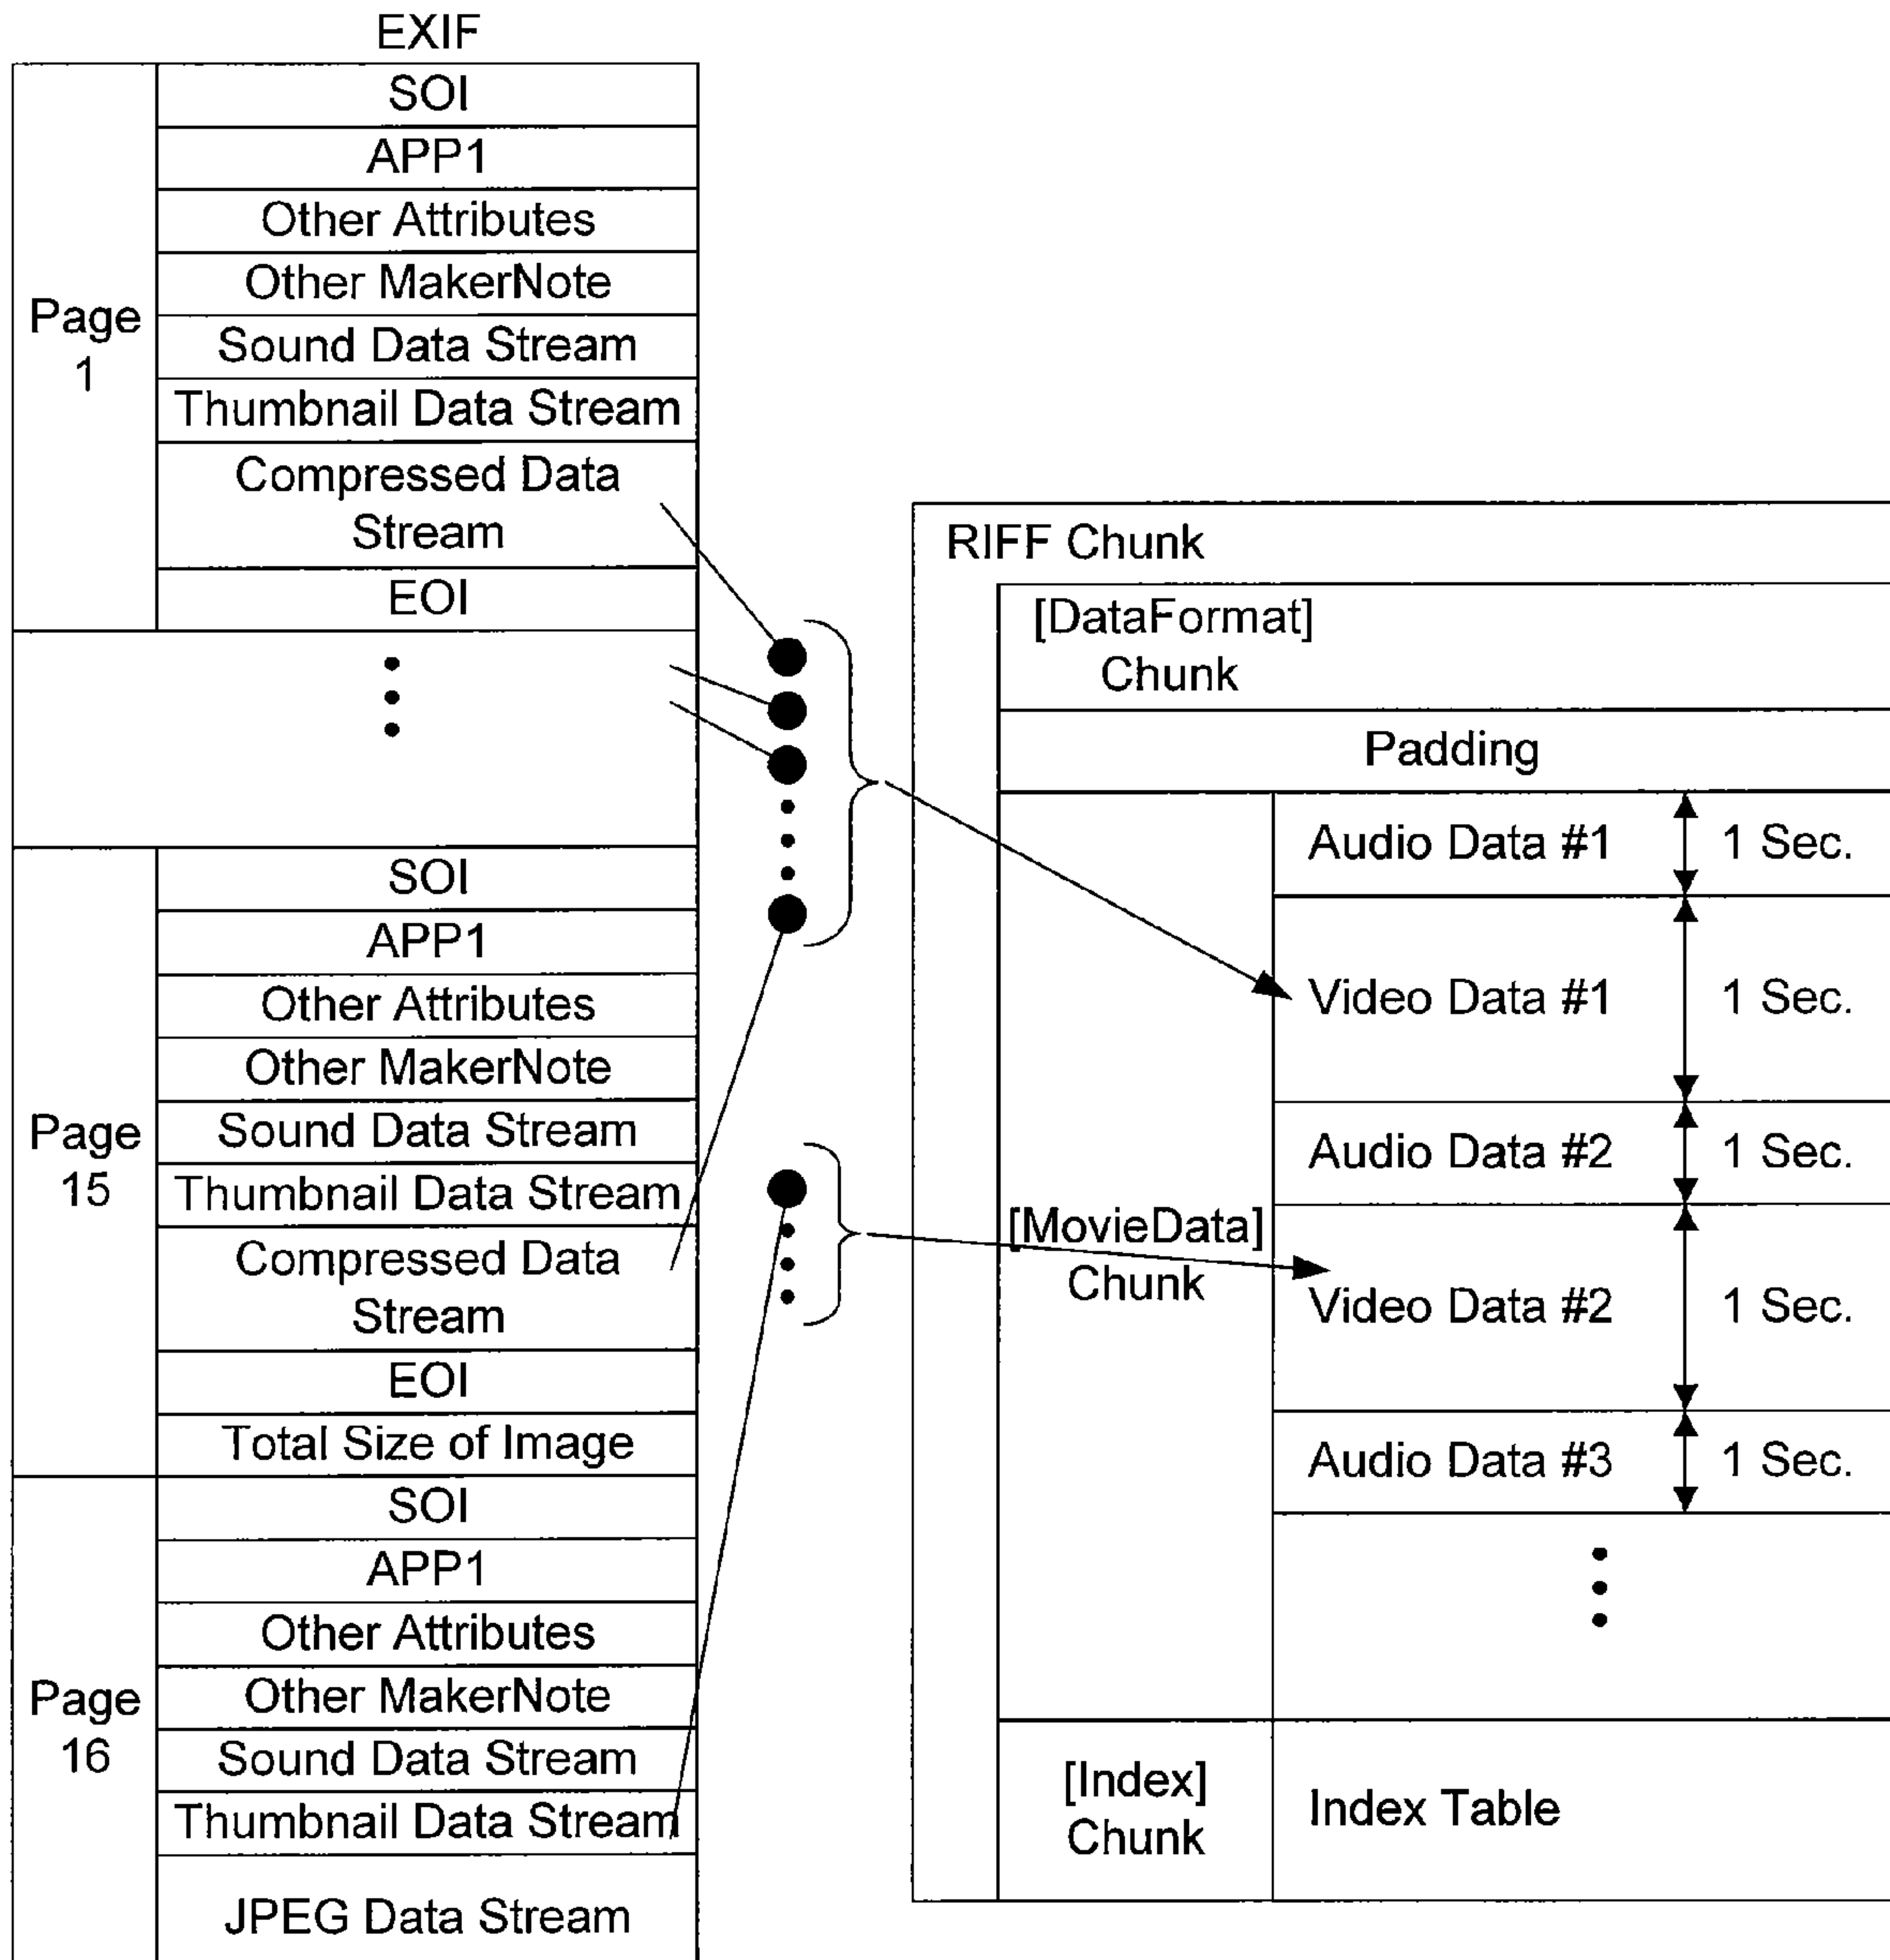 EXIF
Page
1
SOI
APP1
Other Attributes
Other MakerNote
Sound Data Stream
Thumbnail Data Stream
Compressed Data
Stream
EOI
Page
15
SOI
APP1
Other Attributes
Other MakerNote
Sound Data Stream
Thumbnail Data Stream
Compressed Data
Stream
EOI
Total Size of Image
Page
16
SOI
APP1
Other Attributes
Other MakerNote
Sound Data Stream
Thumbnail Data Stream
JPEG Data Stream
RIFF Chunk
[DataFormat]
Chunk
Padding
[MovieData]
Chunk
Audio Data #1 1 Sec.
Video Data #1 1 Sec.
Audio Data #2 1 Sec.
Video Data #2 1 Sec.
Audio Data #3 1 Sec.
[Index]
Chunk
Index Table